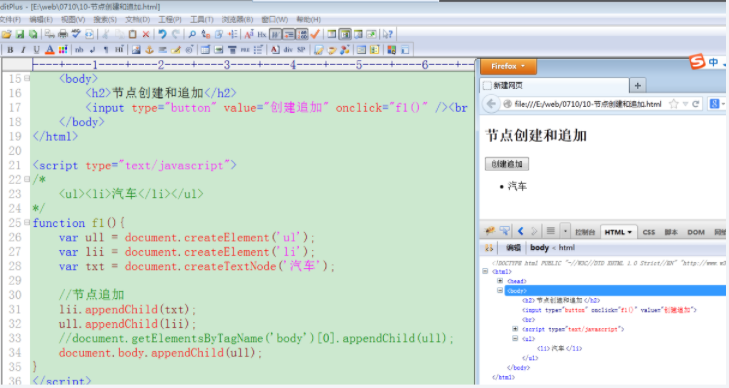 ditPlus - [E:\web\0710\10-节点创建和追加.html]
文件(F) 编辑(E) 视图(V) 搜索(S) 文档(D) 工程(P) 工具(T) 浏览器(B) 窗口(W) 帮助(H)
----+----1----+----2----+----3----+----4----+----5----+----6----+--
15 <body>
16 <h2>节点创建和追加</h2>
17 <input type="button" value="创建追加" onclick="f1()" /><br
18 </body>
19 </html>
20
21 <script type="text/javascript">
22 /*
23 <ul><li>汽车</li></ul>
24 */
25 function f1(){
26 var ull = document.createElement('ul');
27 var lii = document.createElement('li');
28 var txt = document.createTextNode('汽车');
29
30 //节点追加
31 lii.appendChild(txt);
32 ull.appendChild(lii);
33 //document.getElementsByTagName('body')[0].appendChild(ull);
34 document.body.appendChild(ull);
35 }
36 </script>
Firefox
中
新建网页
file:///E:/web/0710/10-节点创建和追加.html
节点创建和追加
创建追加
• 汽车
控制台 HTML CSS 脚本 DOM 网络
编辑 body < html
<!DOCTYPE html PUBLIC "-//W3C//DTD XHTML 1.0 Strict//EN" "http://www.w3
<html>
<head>
<body>
<h2>节点创建和追加</h2>
<input type="button" onclick="f1()" value="创建追加">
<br>
<script type="text/javascript">
<ul>
<li>汽车</li>
</ul>
</body>
</html>